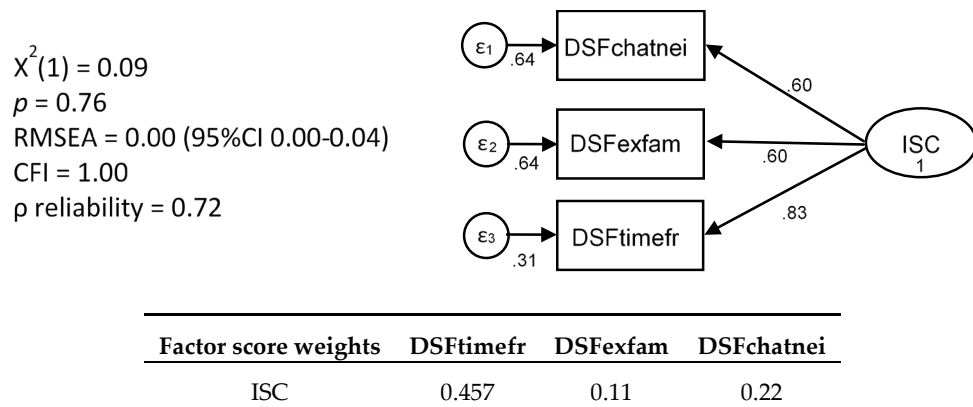 X²(1) = 0.09
p = 0.76
RMSEA = 0.00 (95%CI 0.00-0.04)
CFI = 1.00
ρ reliability = 0.72
ε1
.64
DSFchatnei
.60
ε2
.64
DSFexfam
.60
ISC
1
ε3
.31
DSFtimefr
.83
Factor score weights DSFtimefr DSFexfam DSFchatnei
ISC 0.457 0.11 0.22